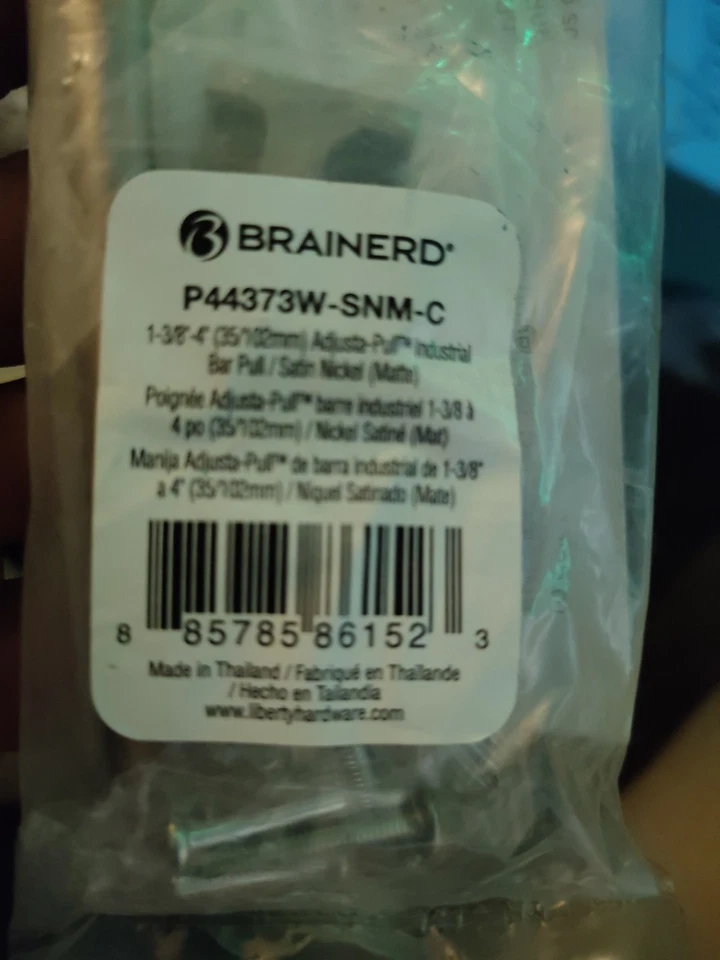 BRAINERD®
P44373W-SNM-C
1-3/8"-4" (35/102mm) Adjusta-Pull™ Industrial
Bar Pull / Satin Nickel (Matte)
Poignée Adjusta-Pull™ barre industriel 1-3/8 à
4 po (35/102mm) / Nickel Satiné (Mat)
Manija Adjusta-Pull™ de barra industrial de 1-3/8"
a 4" (35/102mm) / Niquel Satinado (Mate)
8 85785 86152 3
Made in Thailand / Fabriqué en Thaïlande
/ Hecho en Tailandia
www.libertyhardware.com